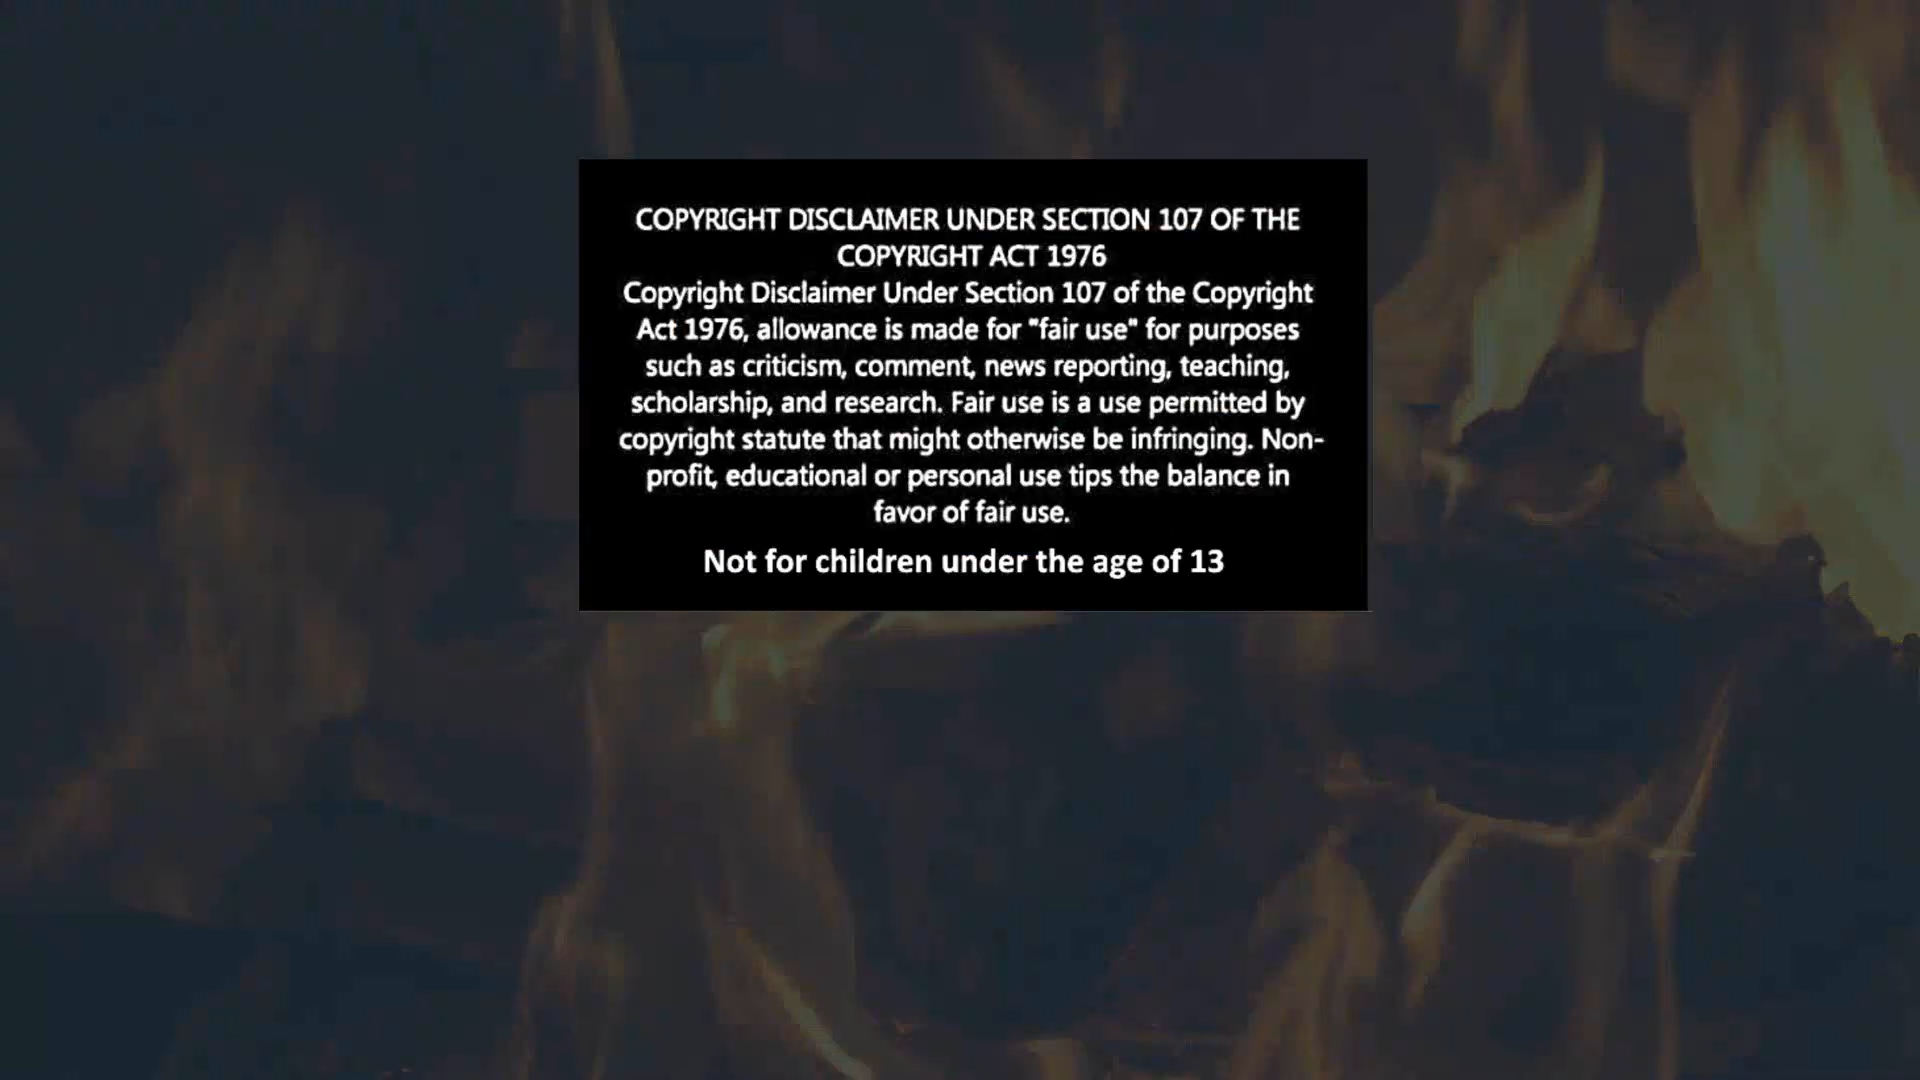 COPYRIGHT DISCLAIMER UNDER SECTION 107 OF THE
COPYRIGHT ACT 1976
Copyright Disclaimer Under Section 107 of the Copyright
Act 1976, allowance is made for "fair use" for purposes
such as criticism, comment, news reporting, teaching,
scholarship, and research. Fair use is a use permitted by
copyright statute that might otherwise be infringing. Non-
profit, educational or personal use tips the balance in
favor of fair use.
Not for children under the age of 13